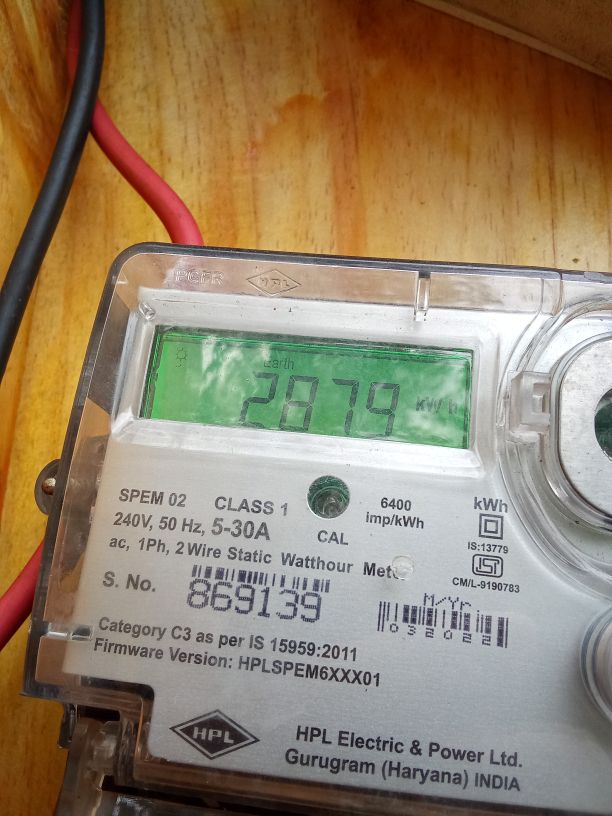 PCFR HPL
Earth
2879 kWh
SPEM 02 CLASS 1
6400
imp/kWh
kWh
240V, 50 Hz, 5-30A
CAL
IS:13779
ac, 1Ph, 2 Wire Static Watthour Mete
ISI
CM/L-9190783
S. No.
869139
M/Yr
032022
Category C3 as per IS 15959:2011
Firmware Version: HPLSPEM6XXX01
HPL
HPL Electric & Power Ltd.
Gurugram (Haryana) INDIA